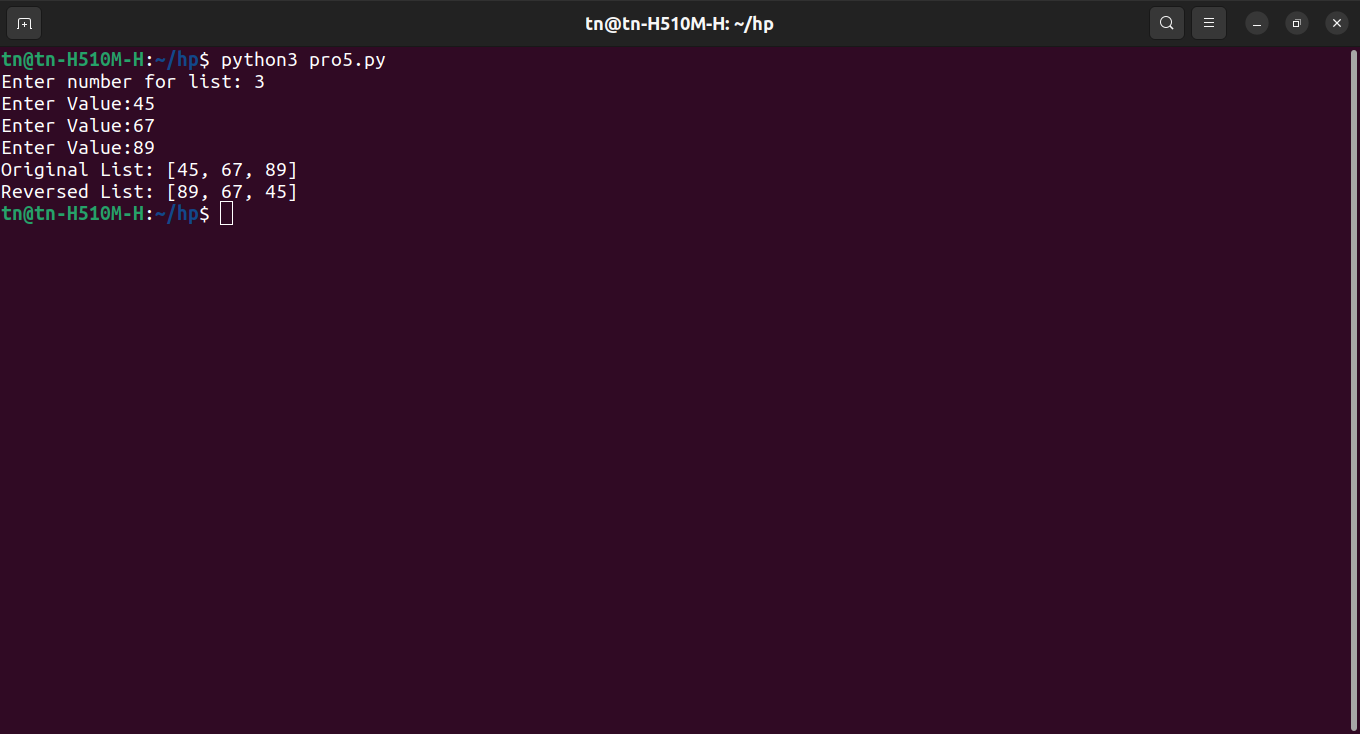 tn@tn-H510M-H: ~/hp
tn@tn-H510M-H:~/hp$ python3 pro5.py
Enter number for list: 3
Enter Value:45
Enter Value:67
Enter Value:89
Original List: [45, 67, 89]
Reversed List: [89, 67, 45]
tn@tn-H510M-H:~/hp$